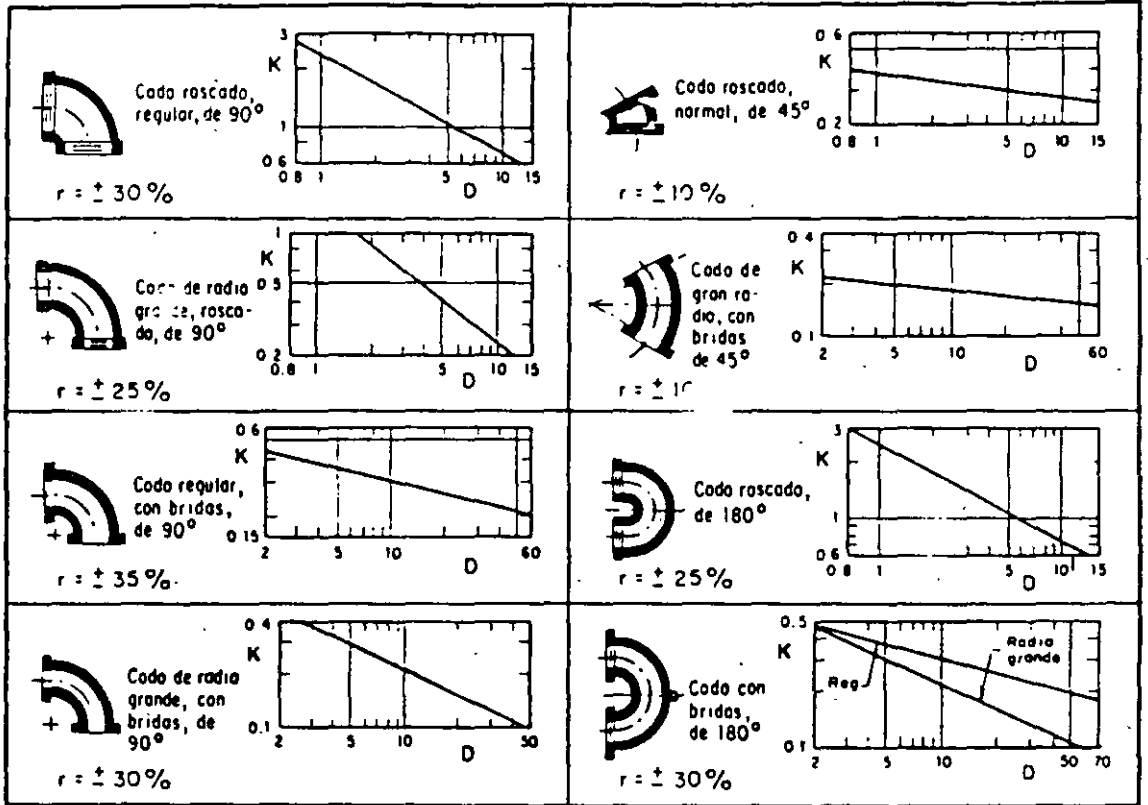 3
K
1
0 6
0 8 1 5 10 15
D
Codo roscado,
regular, de 90°
r = ± 30 %
0 6
K
0 2
0 8 1 5 10 15
D
Codo roscado,
normal, de 45°
r = ± 10 %
1
K
0 5
0 2
0 8 1 5 10 15
D
de radio
rosca-
do, de 90°
r = ± 25 %
0 4
K
0 1
2 5 10 60
D
Codo de
gran ra-
dio, con
bridas
de 45°
r = ±
0 6
K
0 15
2 5 10 60
D
Codo regular,
con bridas,
de 90°
r = ± 35 %
3
K
1
0 6
0 8 1 5 10 15
D
Codo roscado,
de 180°
r = ± 25 %
0 4
K
0.1
2 5 10 50
D
Codo de radio
grande, con
bridas, de
90°
r = ± 30 %
0.5
K
Radio
grande
Reg
0 1
2 5 10 50 70
D
Codo con
bridas,
de 180°
r = ± 30 %